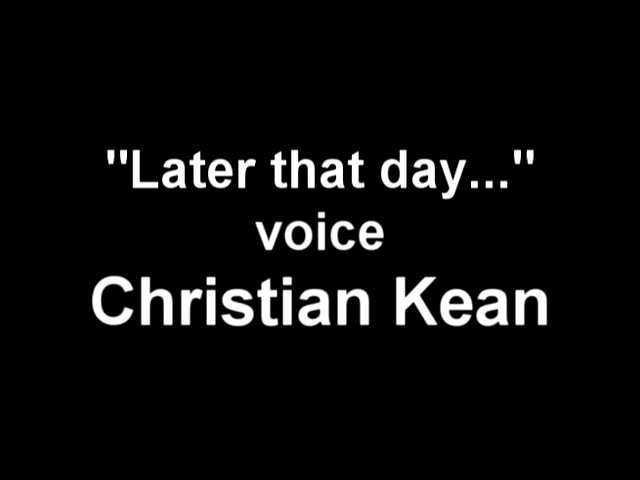 "Later that day..."
voice
Christian Kean